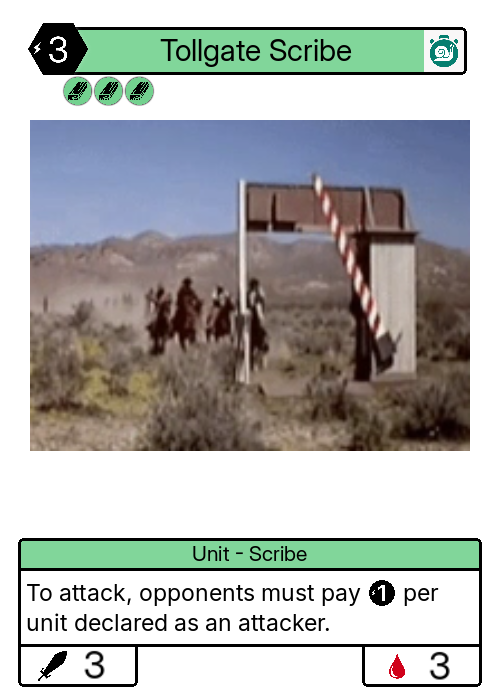 3
Tollgate Scribe
Unit - Scribe
To attack, opponents must pay 1 per
unit declared as an attacker.
3
3